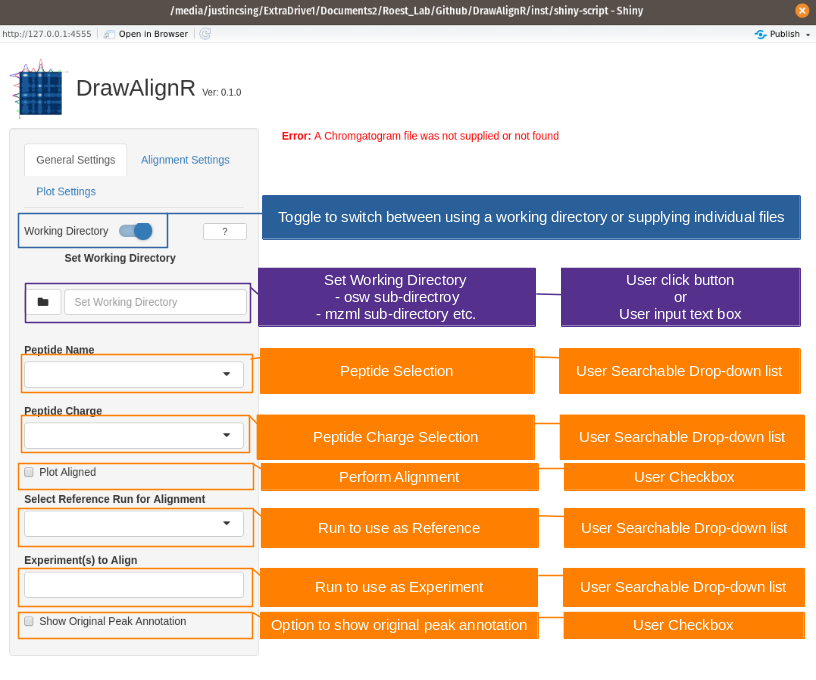 /media/justincsing/ExtraDrive1/Documents2/Roest_Lab/Github/DrawAlignR/inst/shiny-script - Shiny
http://127.0.0.1:4555 Open in Browser Publish
DrawAlignR Ver: 0.1.0
Error: A Chromgatogram file was not supplied or not found
General Settings Alignment Settings
Plot Settings
Toggle to switch between using a working directory or supplying individual files
Working Directory ?
Set Working Directory
Set Working Directory
Set Working Directory
- osw sub-directroy
- mzml sub-directory etc.
User click button
or
User input text box
Peptide Name
Peptide Selection User Searchable Drop-down list
Peptide Charge
Peptide Charge Selection User Searchable Drop-down list
Plot Aligned Perform Alignment User Checkbox
Select Reference Run for Alignment
Run to use as Reference User Searchable Drop-down list
Experiment(s) to Align
Run to use as Experiment User Searchable Drop-down list
Show Original Peak Annotation Option to show original peak annotation User Checkbox